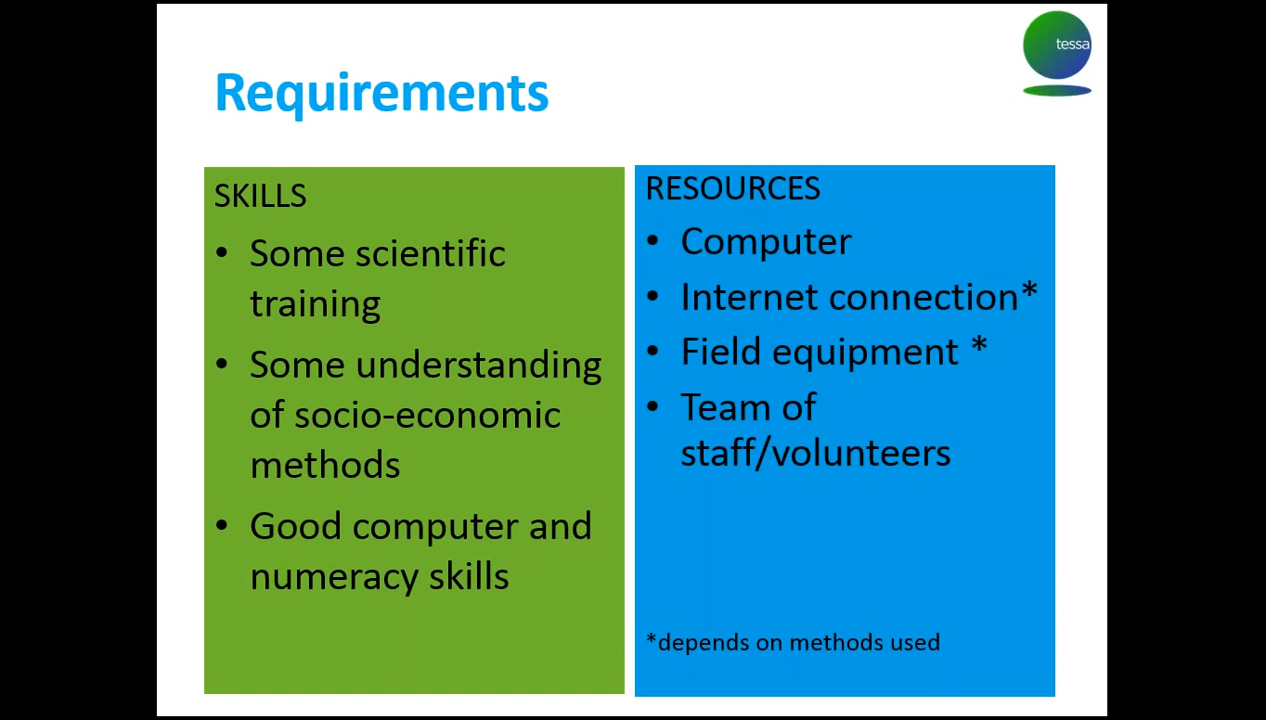 tessa
Requirements
SKILLS
• Some scientific
training
• Some understanding
of socio-economic
methods
• Good computer and
numeracy skills
RESOURCES
• Computer
• Internet connection*
• Field equipment *
• Team of
staff/volunteers
*depends on methods used